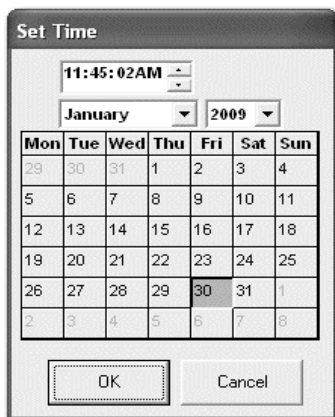 Set Time
11:45:02AM
January 2009
Mon Tue Wed Thu Fri Sat Sun
29 30 31 1 2 3 4
5 6 7 8 9 10 11
12 13 14 15 16 17 18
19 20 21 22 23 24 25
26 27 28 29 30 31 1
2 3 4 5 6 7 8
OK Cancel